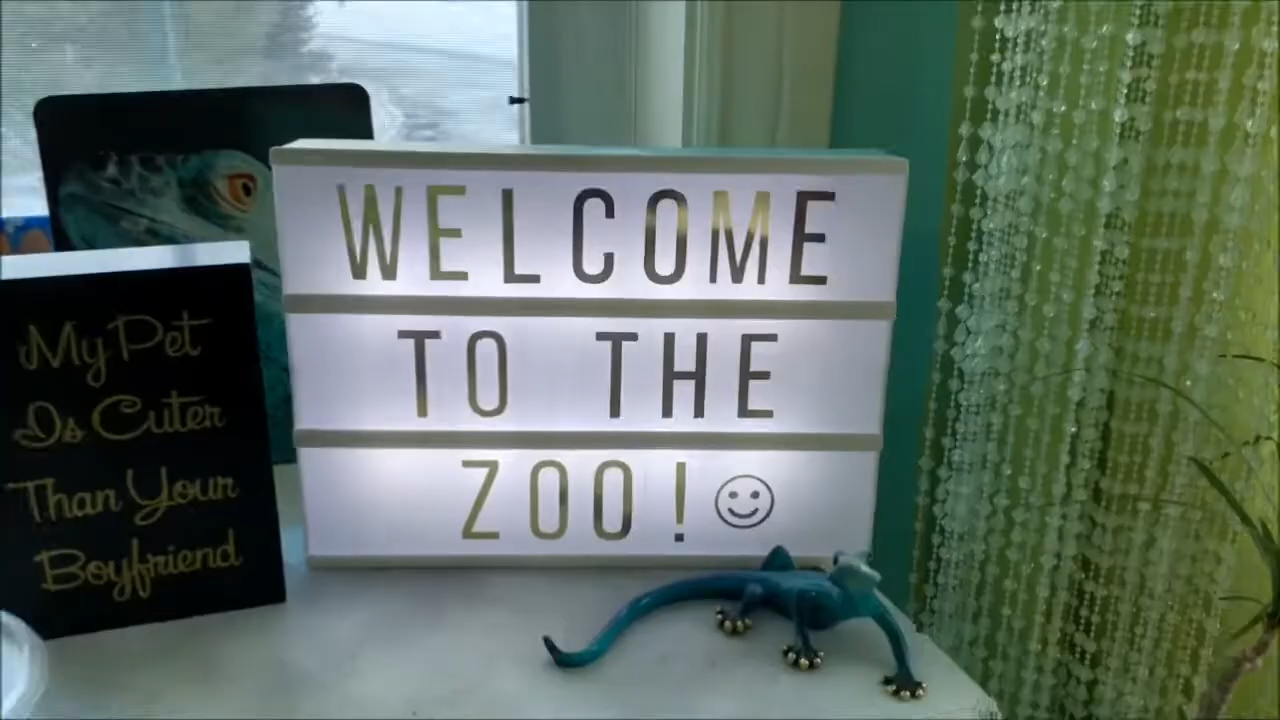 WELCOME
TO THE
ZOO! ☺
My Pet
Is Cuter
Than Your
Boyfriend